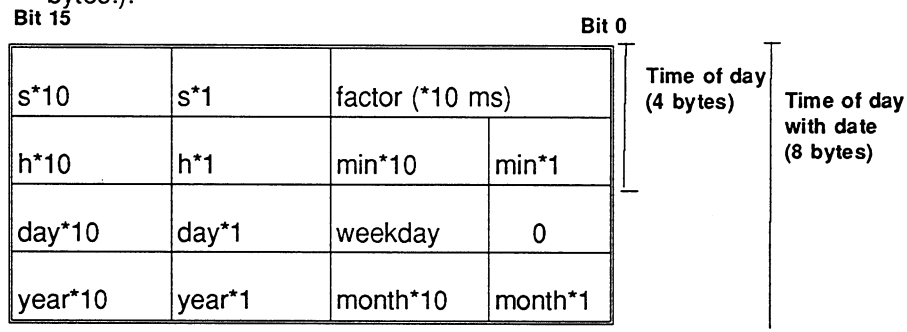 bytes.).
Bit 15 Bit 0
s*10 s*1 factor (*10 ms)
h*10 h*1 min*10 min*1
day*10 day*1 weekday 0
year*10 year*1 month*10 month*1
Time of day
(4 bytes)
Time of day
with date
(8 bytes)